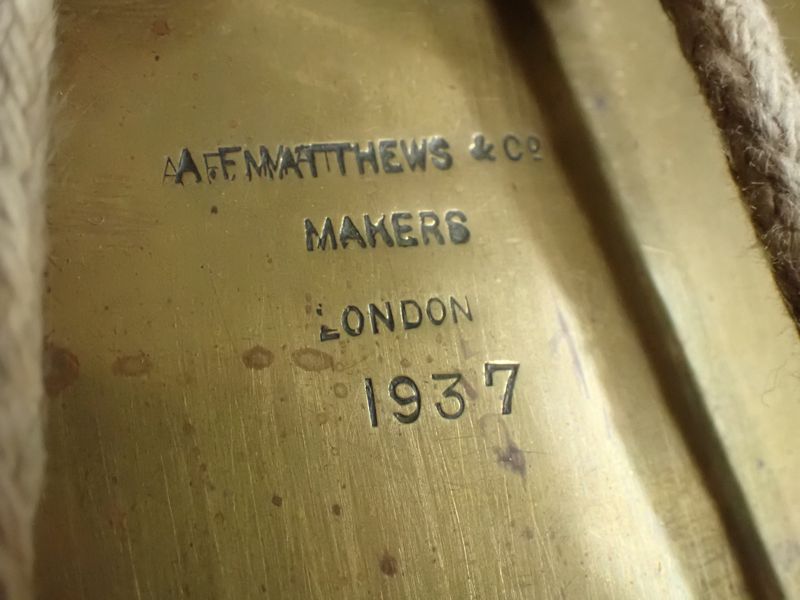 A.F. MATTHEWS & Co
MAKERS
LONDON
1937